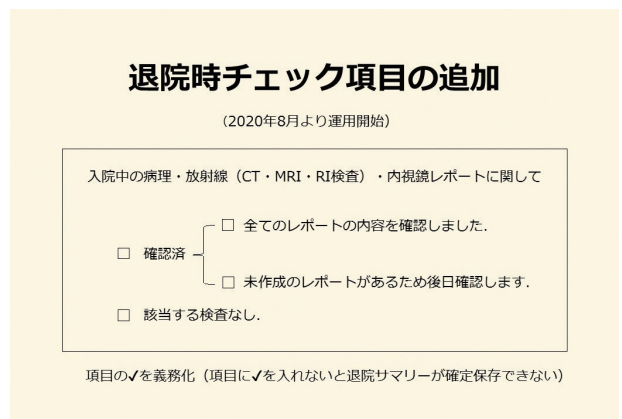 退院時チェック項目の追加
（2020年8月より運用開始）
入院中の病理・放射線（CT・MRI・RI検査）・内視鏡レポートに関して
□ 全てのレポートの内容を確認しました.
□ 確認済
□ 未作成のレポートがあるため後日確認します.
□ 該当する検査なし.
項目の✔を義務化（項目に✔を入れないと退院サマリーが確定保存できない）